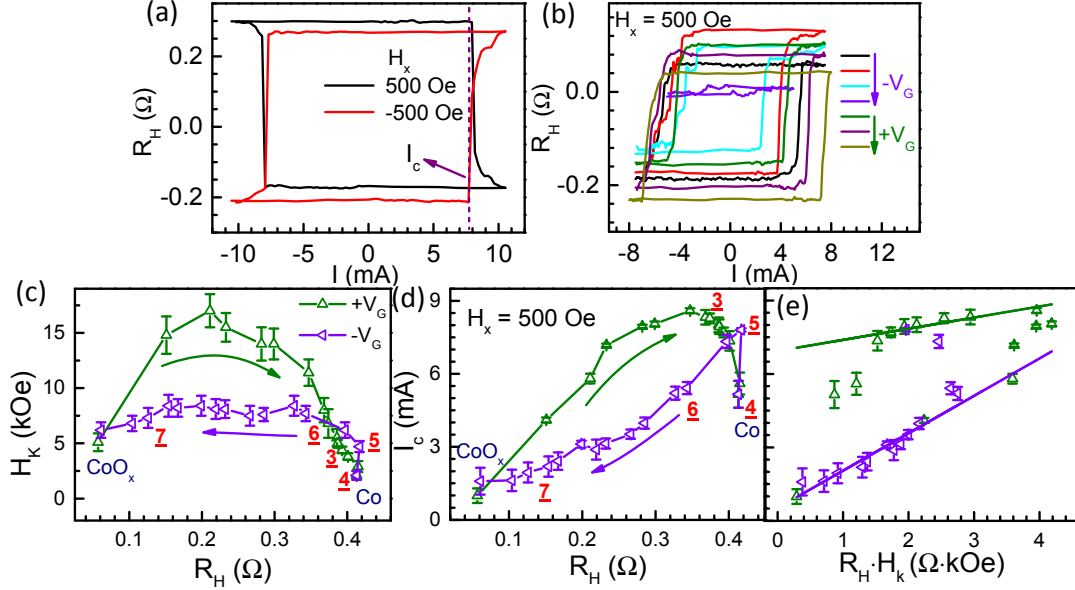 (a)
R_H (Ω)
0.3
0.0
-0.2
H_x
500 Oe
-500 Oe
I_c
-10
-5
0
5
10
I (mA)
(b)
H_x = 500 Oe
R_H (Ω)
0.0
-0.2
-V_G
+V_G
-8
-4
0
4
8
12
I (mA)
(c)
H_K (kOe)
15
10
5
0
+V_G
-V_G
CoO_x
7
6
3
4
5
Co
0.1
0.2
0.3
0.4
R_H (Ω)
(d)
H_x = 500 Oe
I_c (mA)
9
6
3
0
3
5
4
Co
6
CoO_x
7
0.1
0.2
0.3
0.4
R_H (Ω)
(e)
0
1
2
3
4
R_H·H_k (Ω·kOe)